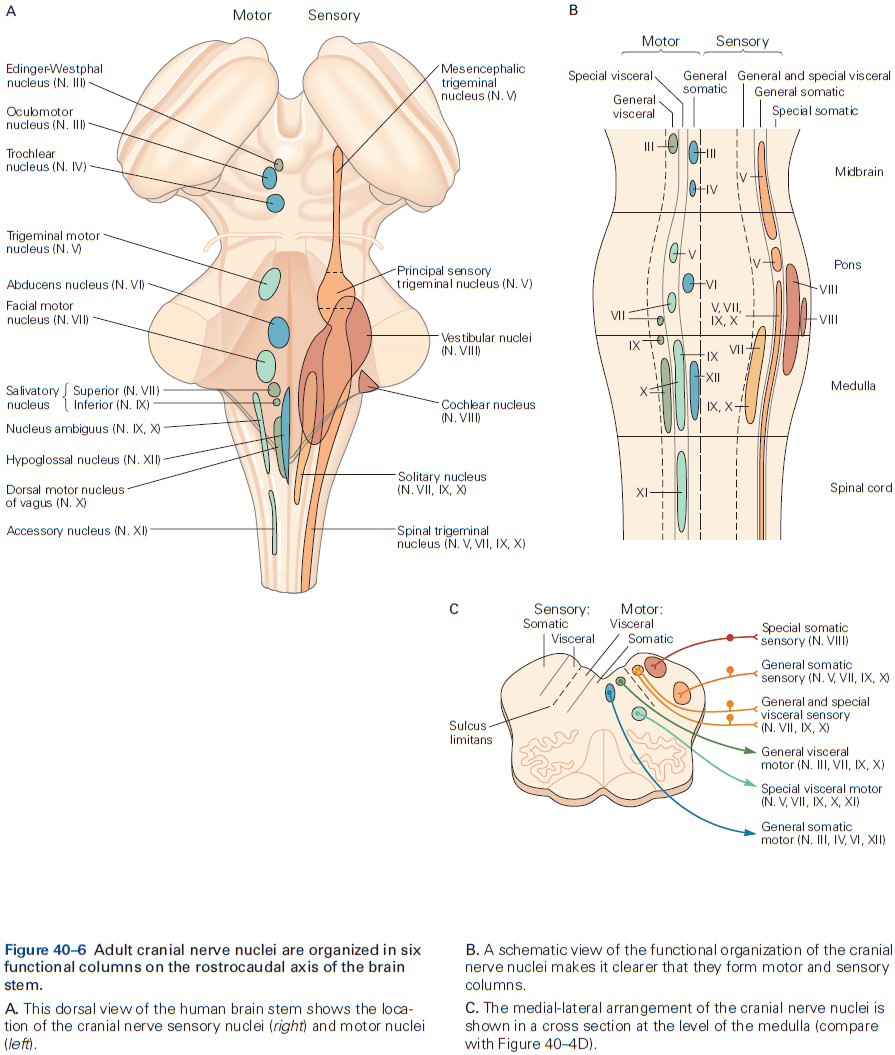 A
Motor
Sensory
Edinger-Westphal
nucleus (N. III)
Oculomotor
nucleus (N. III)
Trochlear
nucleus (N. IV)
Trigeminal motor
nucleus (N. V)
Abducens nucleus (N. VI)
Facial motor
nucleus (N. VII)
Salivatory
nucleus
Superior (N. VII)
Inferior (N. IX)
Nucleus ambiguus (N. IX, X)
Hypoglossal nucleus (N. XII)
Dorsal motor nucleus
of vagus (N. X)
Accessory nucleus (N. XI)
Mesencephalic
trigeminal
nucleus (N. V)
Principal sensory
trigeminal nucleus (N. V)
Vestibular nuclei
(N. VIII)
Cochlear nucleus
(N. VIII)
Solitary nucleus
(N. VII, IX, X)
Spinal trigeminal
nucleus (N. V, VII, IX, X)
B
Motor
Sensory
Special visceral
General
visceral
General
somatic
General and special visceral
General somatic
Special somatic
III
III
IV
V
Midbrain
V
VI
VII
V
V, VII,
IX, X
VIII
VIII
Pons
IX
IX
X
XII
VII
IX, X
Medulla
XI
Spinal cord
C
Sensory:
Somatic
Visceral
Motor:
Visceral
Somatic
Sulcus
limitans
Special somatic
sensory (N. VIII)
General somatic
sensory (N. V, VII, IX, X)
General and special
visceral sensory
(N. VII, IX, X)
General visceral
motor (N. III, VII, IX, X)
Special visceral motor
(N. V, VII, IX, X, XI)
General somatic
motor (N. III, IV, VI, XII)
Figure 40–6 Adult cranial nerve nuclei are organized in six
functional columns on the rostrocaudal axis of the brain
stem.
A. This dorsal view of the human brain stem shows the loca-
tion of the cranial nerve sensory nuclei (right) and motor nuclei
(left).
B. A schematic view of the functional organization of the cranial
nerve nuclei makes it clearer that they form motor and sensory
columns.
C. The medial-lateral arrangement of the cranial nerve nuclei is
shown in a cross section at the level of the medulla (compare
with Figure 40–4D).